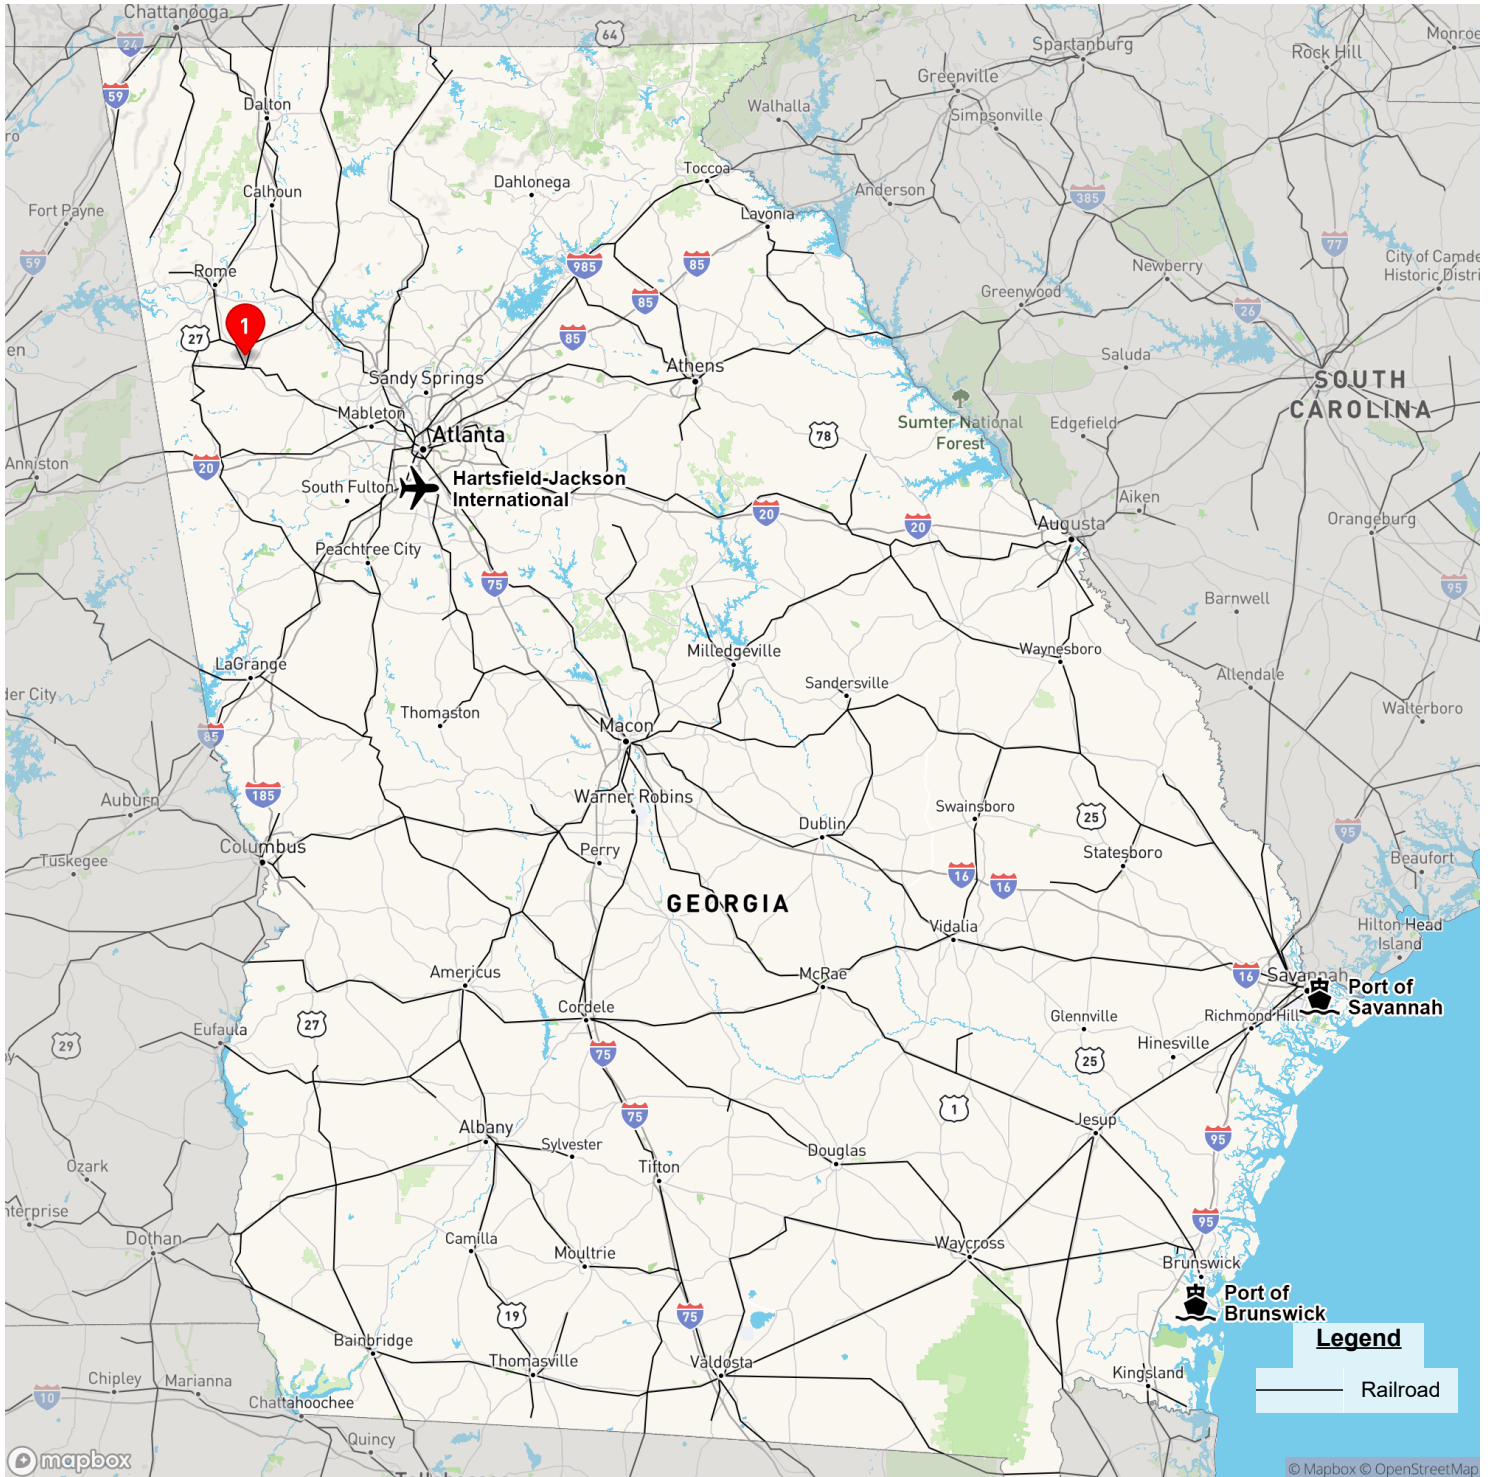 Chattanooga
64
Spartanburg
Rock Hill
Monroe
24
59
Greenville
Dalton
Walhalla
Simpsonville
Toccoa
Dahlonega
Calhoun
Anderson
385
Fort Payne
Lavonia
77
59
Rome
985
85
Newberry
City of Camde
Historic Distri
85
Greenwood
26
1
27
85
en
Saluda
Athens
Sandy Springs
SOUTH
CAROLINA
Mableton
Sumter National
Forest
Edgefield
Atlanta
78
Anniston
20
Hartsfield-Jackson
International
South Fulton
Aiken
20
20
Augusta
Orangeburg
Peachtree City
75
95
Barnwell
Milledgeville
Waynesboro
LaGrange
Allendale
der City
Sandersville
Walterboro
Thomaston
Macon
85
185
Auburn
Warner Robins
Swainsboro
25
Dublin
95
Columbus
Perry
Statesboro
Tuskegee
Beaufort
16
16
GEORGIA
Vidalia
Hilton Head
Island
Americus
McRae
16
Savannah
Port of
Savannah
Cordele
Glennville
Richmond Hill
27
Eufaula
29
Hinesville
75
25
75
1
Albany
Jesup
95
Sylvester
Douglas
Ozark
Tifton
nterprise
95
Dothan
Camilla
Waycross
Moultrie
Brunswick
Port of
Brunswick
19
75
Legend
Bainbridge
Thomasville
Valdosta
Kingsland
Chipley
Marianna
Railroad
10
Chattahoochee
Quincy
mapbox
© Mapbox © OpenStreetMap